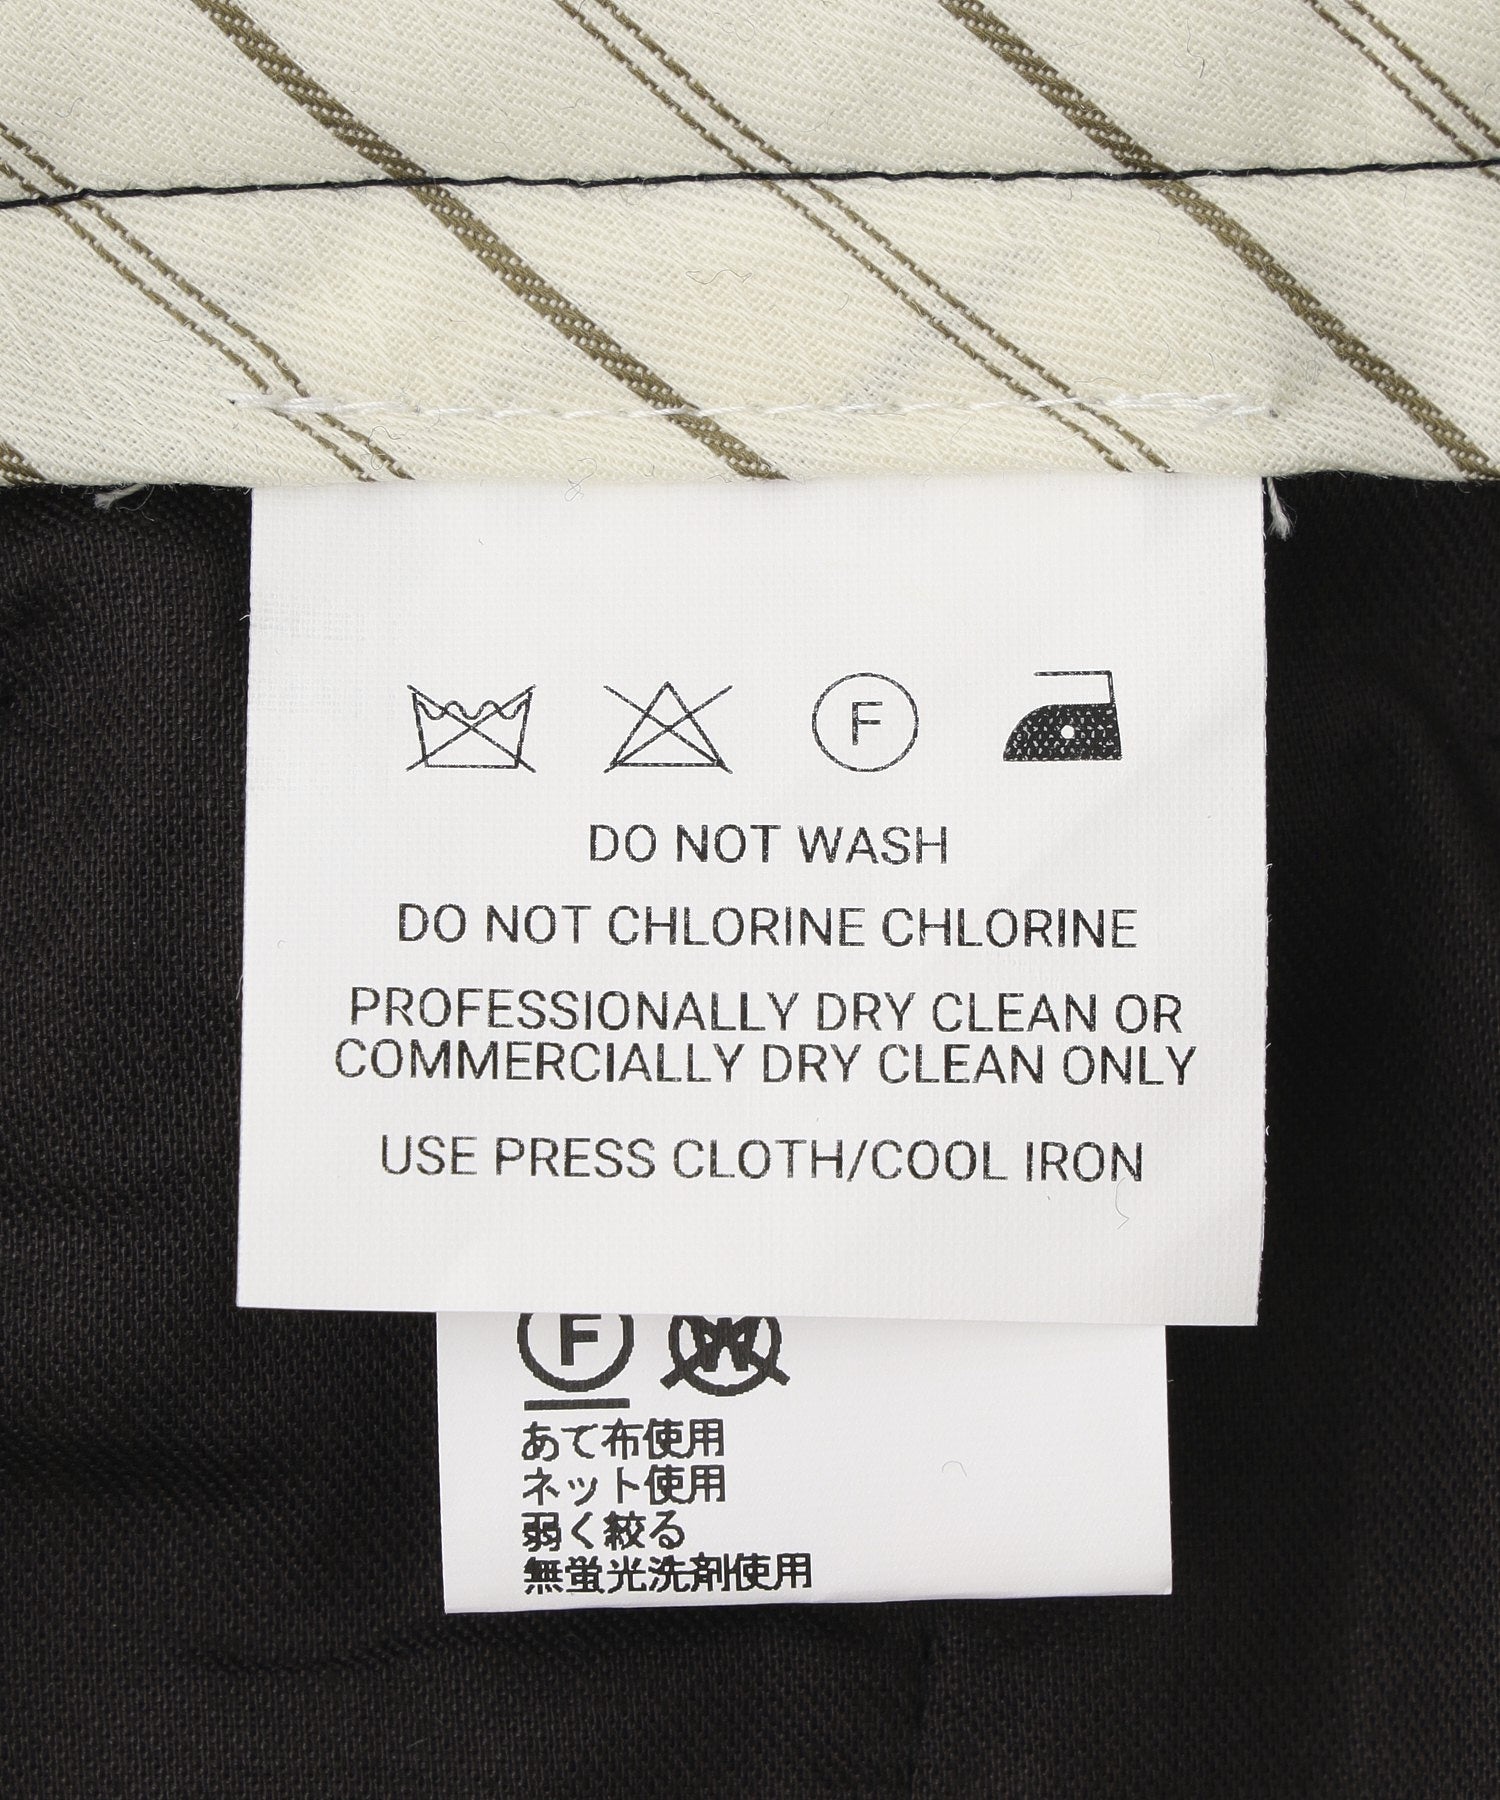 F
DO NOT WASH
DO NOT CHLORINE CHLORINE
PROFESSIONALLY DRY CLEAN OR
COMMERCIALLY DRY CLEAN ONLY
USE PRESS CLOTH/COOL IRON
F W
あて布使用
ネット使用
弱く絞る
無蛍光洗剤使用